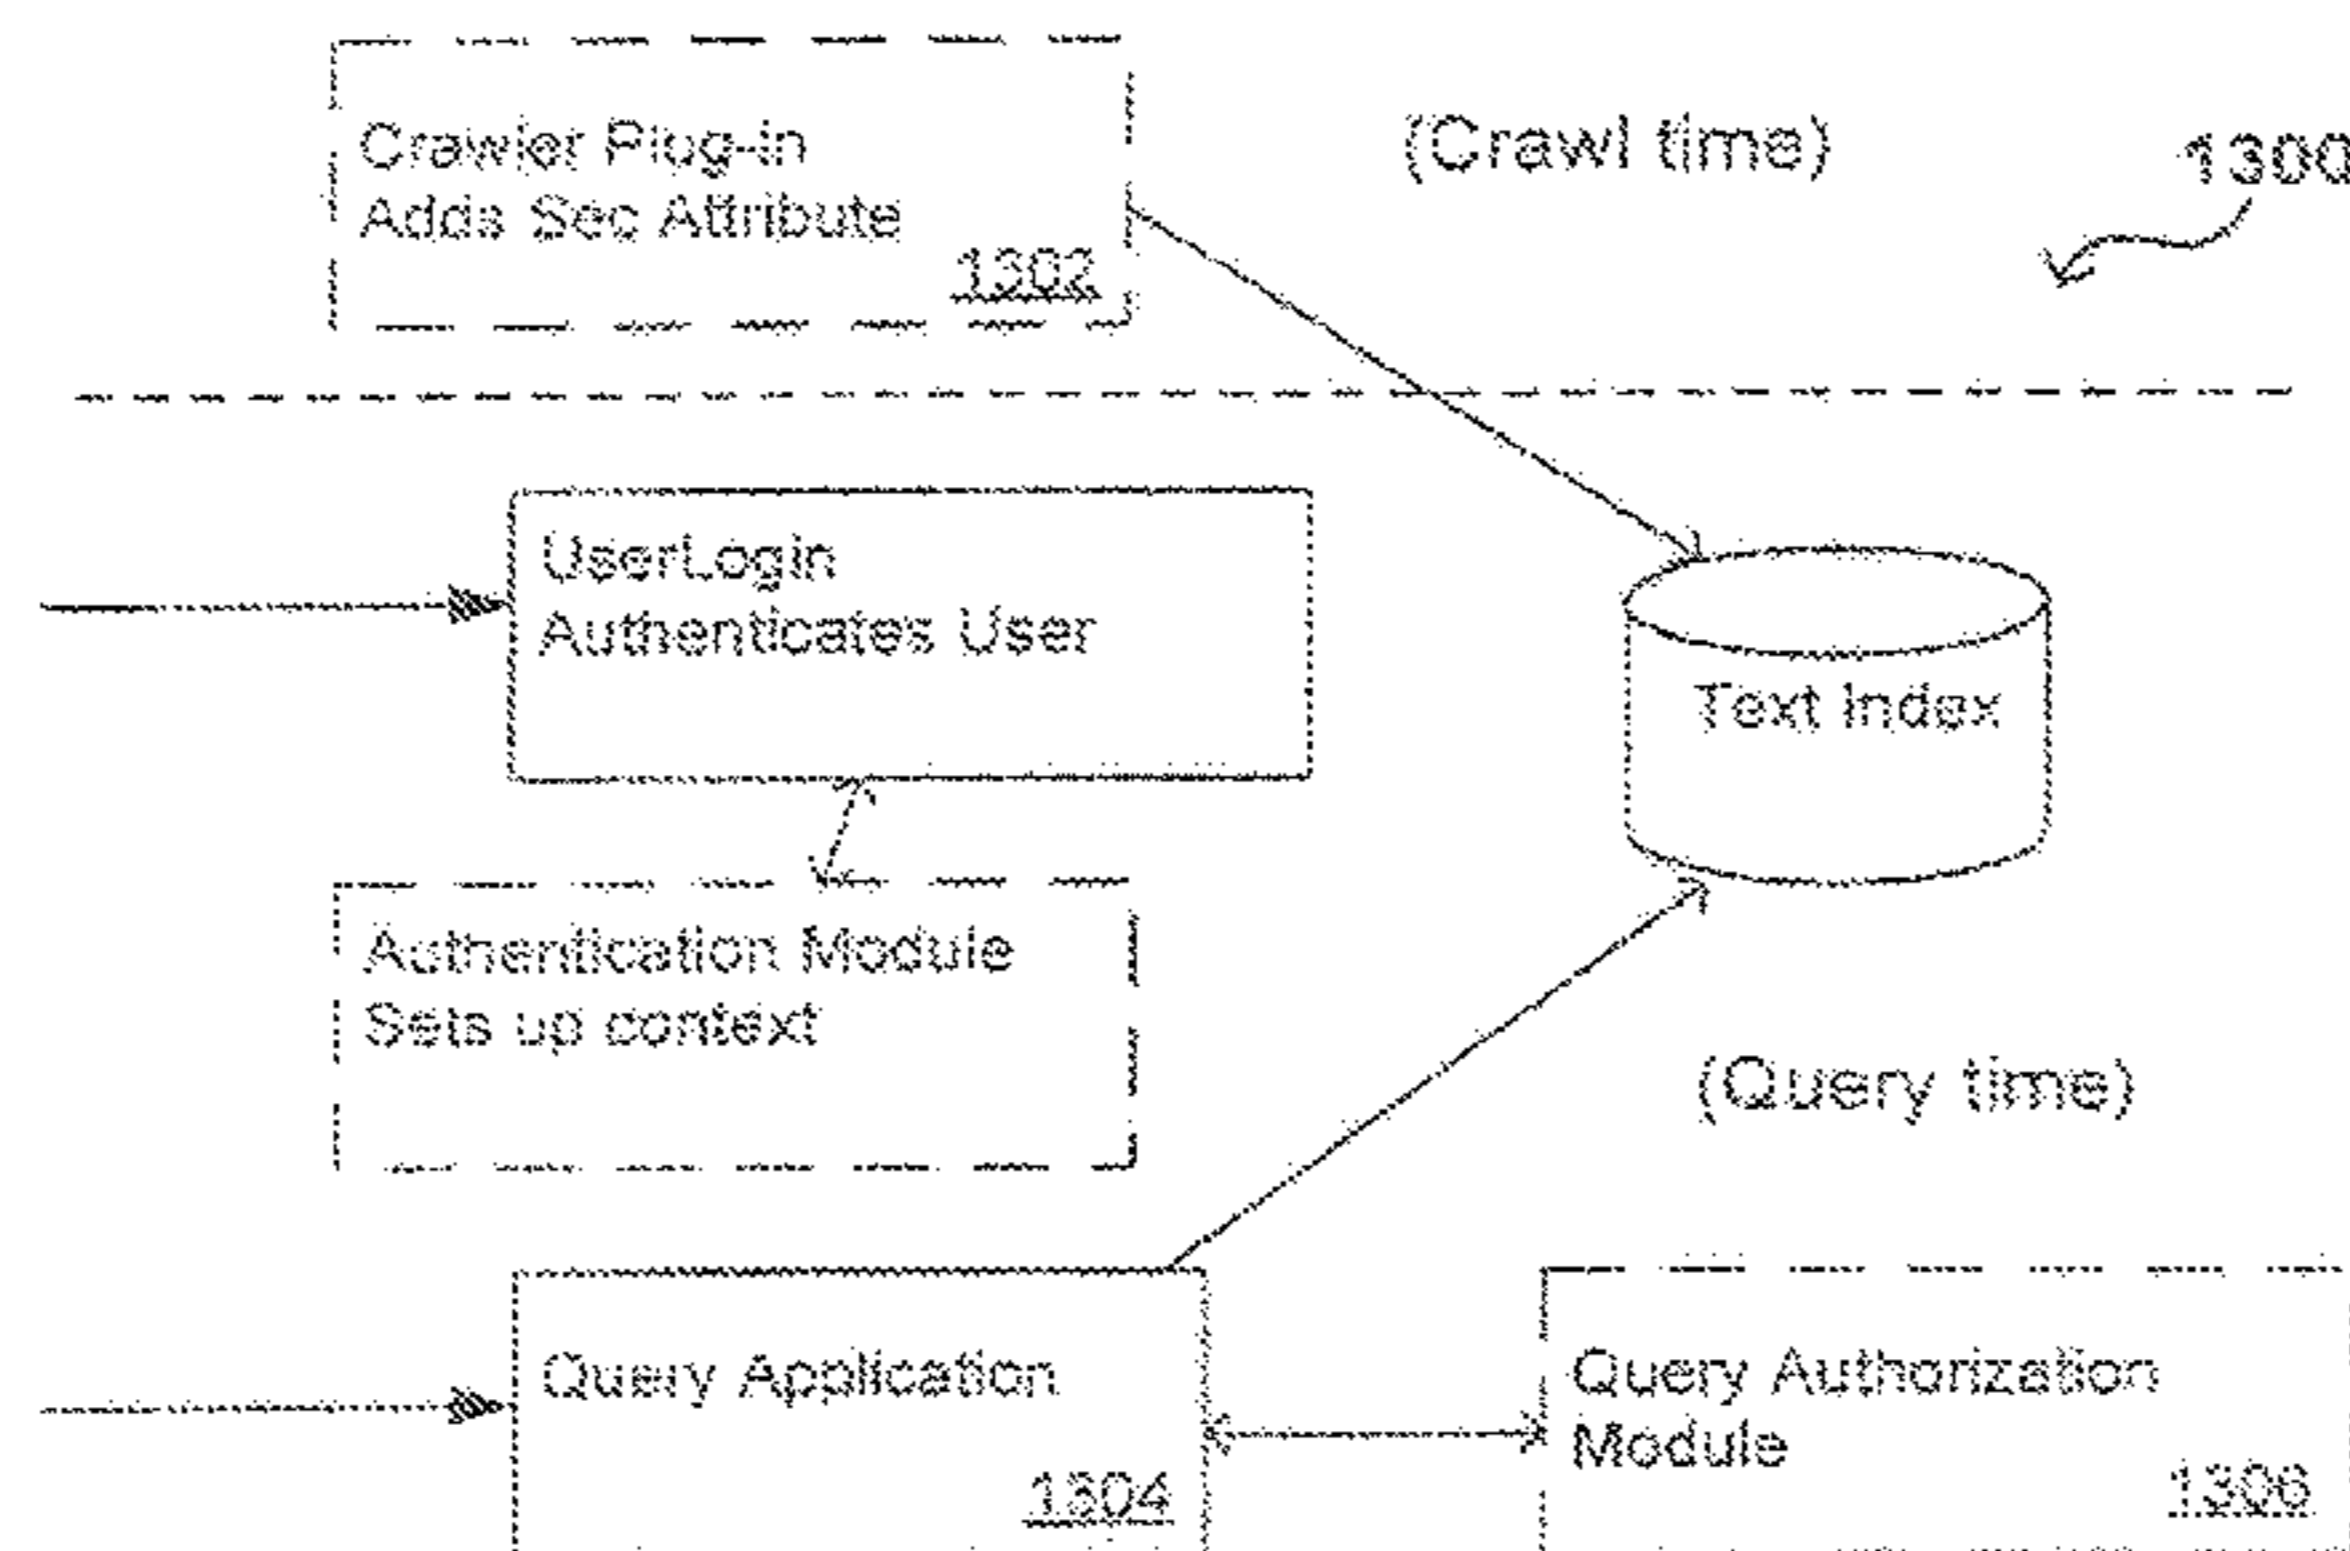 Crawler Plug-in
Adds Sec Attribute
1302
(Crawl time)
1300
UserLogin
Authenticates User
Text Index
Authentication Module
Sets up context
(Query time)
Query Application
1304
Query Authorization
Module
1306